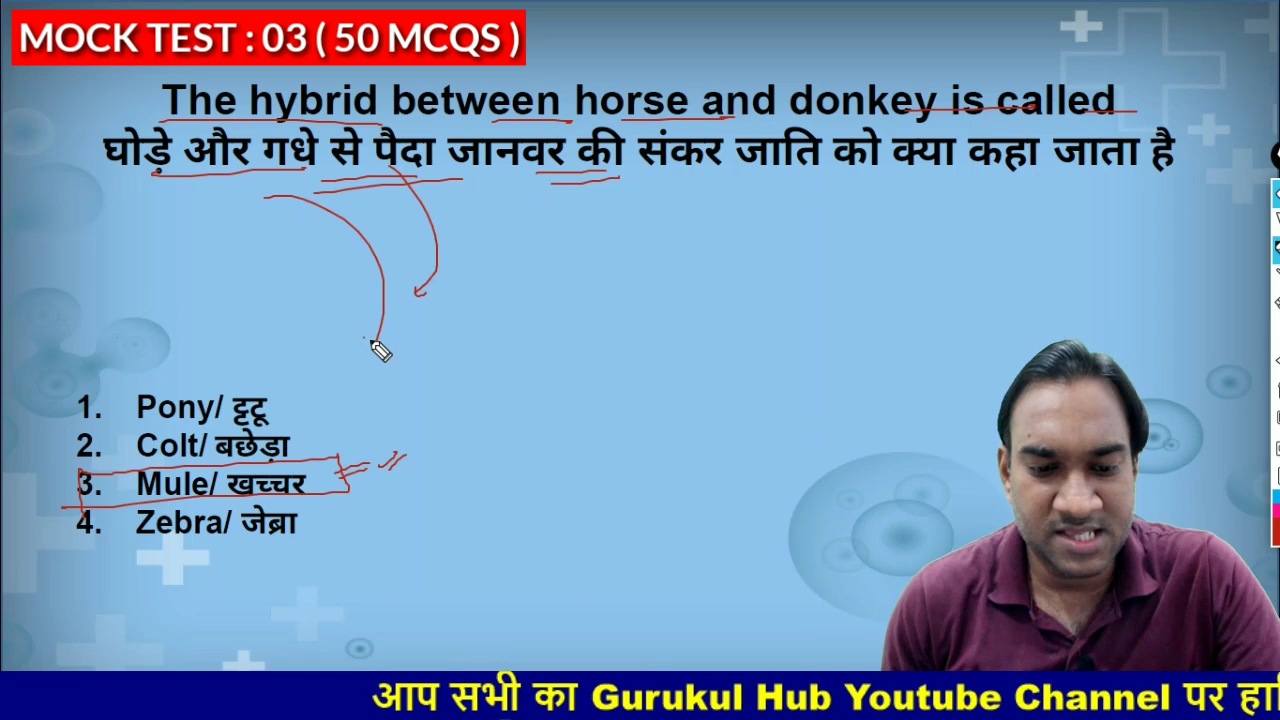 MOCK TEST : 03 ( 50 MCQS )
The hybrid between horse and donkey is called
घोड़े और गधे से पैदा जानवर की संकर जाति को क्या कहा जाता है
1. Pony/ ट्टटू
2. Colt/ बछेड़ा
3. Mule/ खच्चर
4. Zebra/ जेब्रा
आप सभी का Gurukul Hub Youtube Channel पर